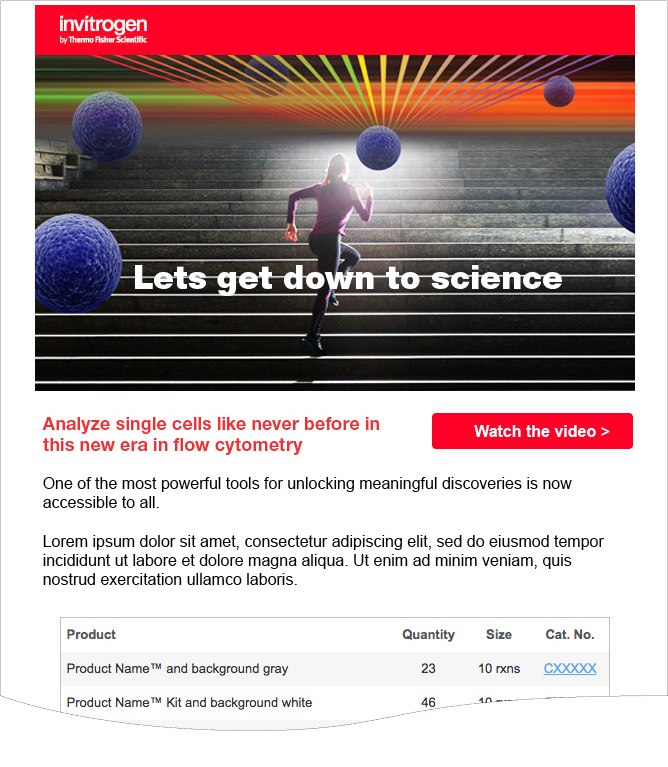 invitrogen
by Thermo Fisher Scientific
Lets get down to science
Analyze single cells like never before in
this new era in flow cytometry
Watch the video >
One of the most powerful tools for unlocking meaningful discoveries is now
accessible to all.
Lorem ipsum dolor sit amet, consectetur adipiscing elit, sed do eiusmod tempor
incididunt ut labore et dolore magna aliqua. Ut enim ad minim veniam, quis
nostrud exercitation ullamco laboris.
Product Quantity Size Cat. No.
Product Name™ and background gray 23 10 rxns CXXXXX
Product Name™ Kit and background white 46